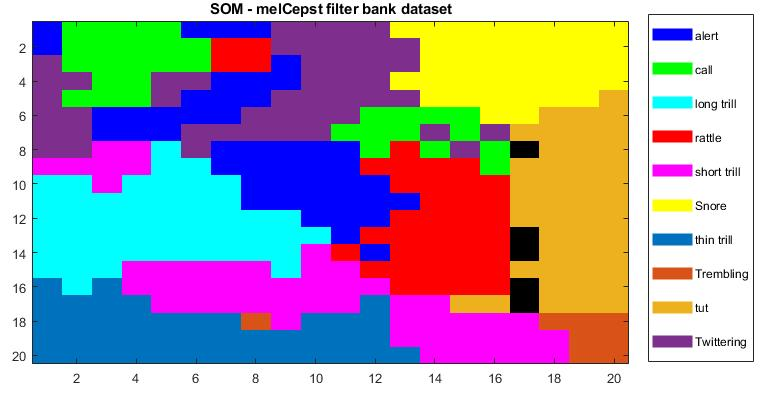 SOM - melCepst filter bank dataset
2
4
6
8
10
12
14
16
18
20
2 4 6 8 10 12 14 16 18 20
alert
call
long trill
rattle
short trill
Snore
thin trill
Trembling
tut
Twittering